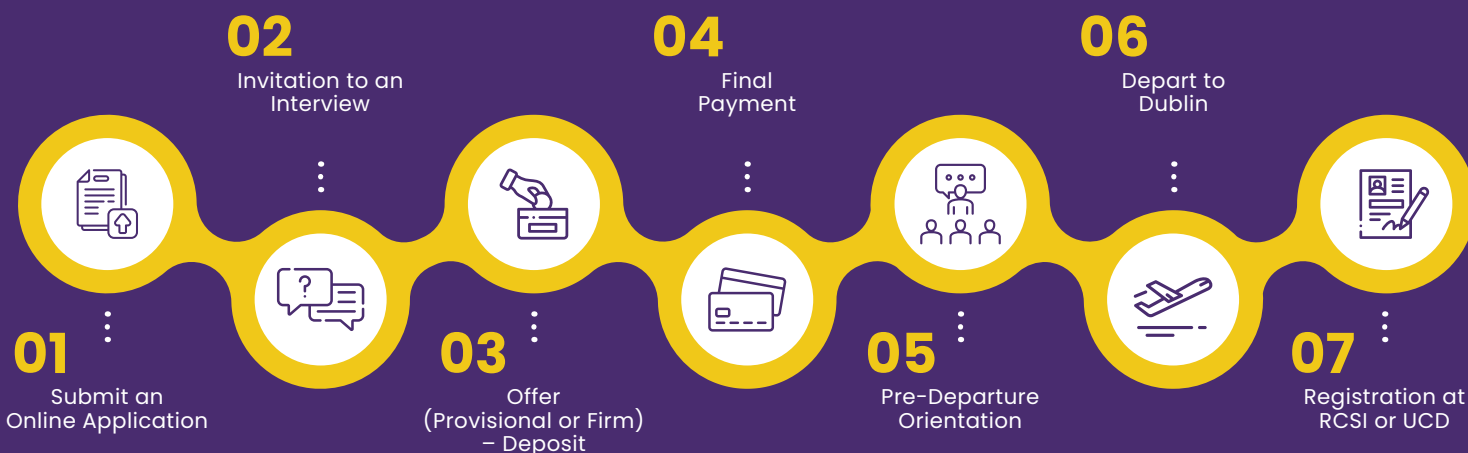 01
Submit an
Online Application
02
Invitation to an
Interview
?
03
Offer
(Provisional or Firm)
– Deposit
04
Final
Payment
05
Pre-Departure
Orientation
06
Depart to
Dublin
07
Registration at
RCSI or UCD